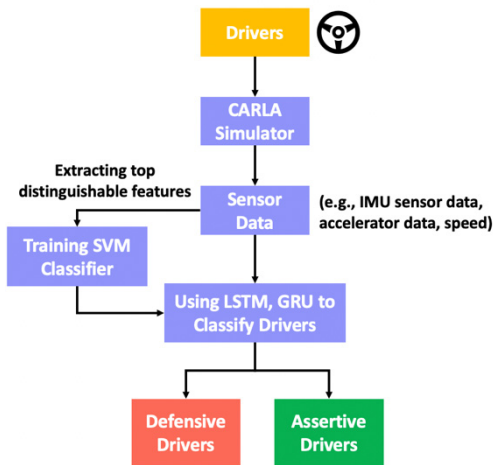 Drivers
CARLA
Simulator
Extracting top
distinguishable features
Sensor
Data
(e.g., IMU sensor data,
accelerator data, speed)
Training SVM
Classifier
Using LSTM, GRU to
Classify Drivers
Defensive
Drivers
Assertive
Drivers